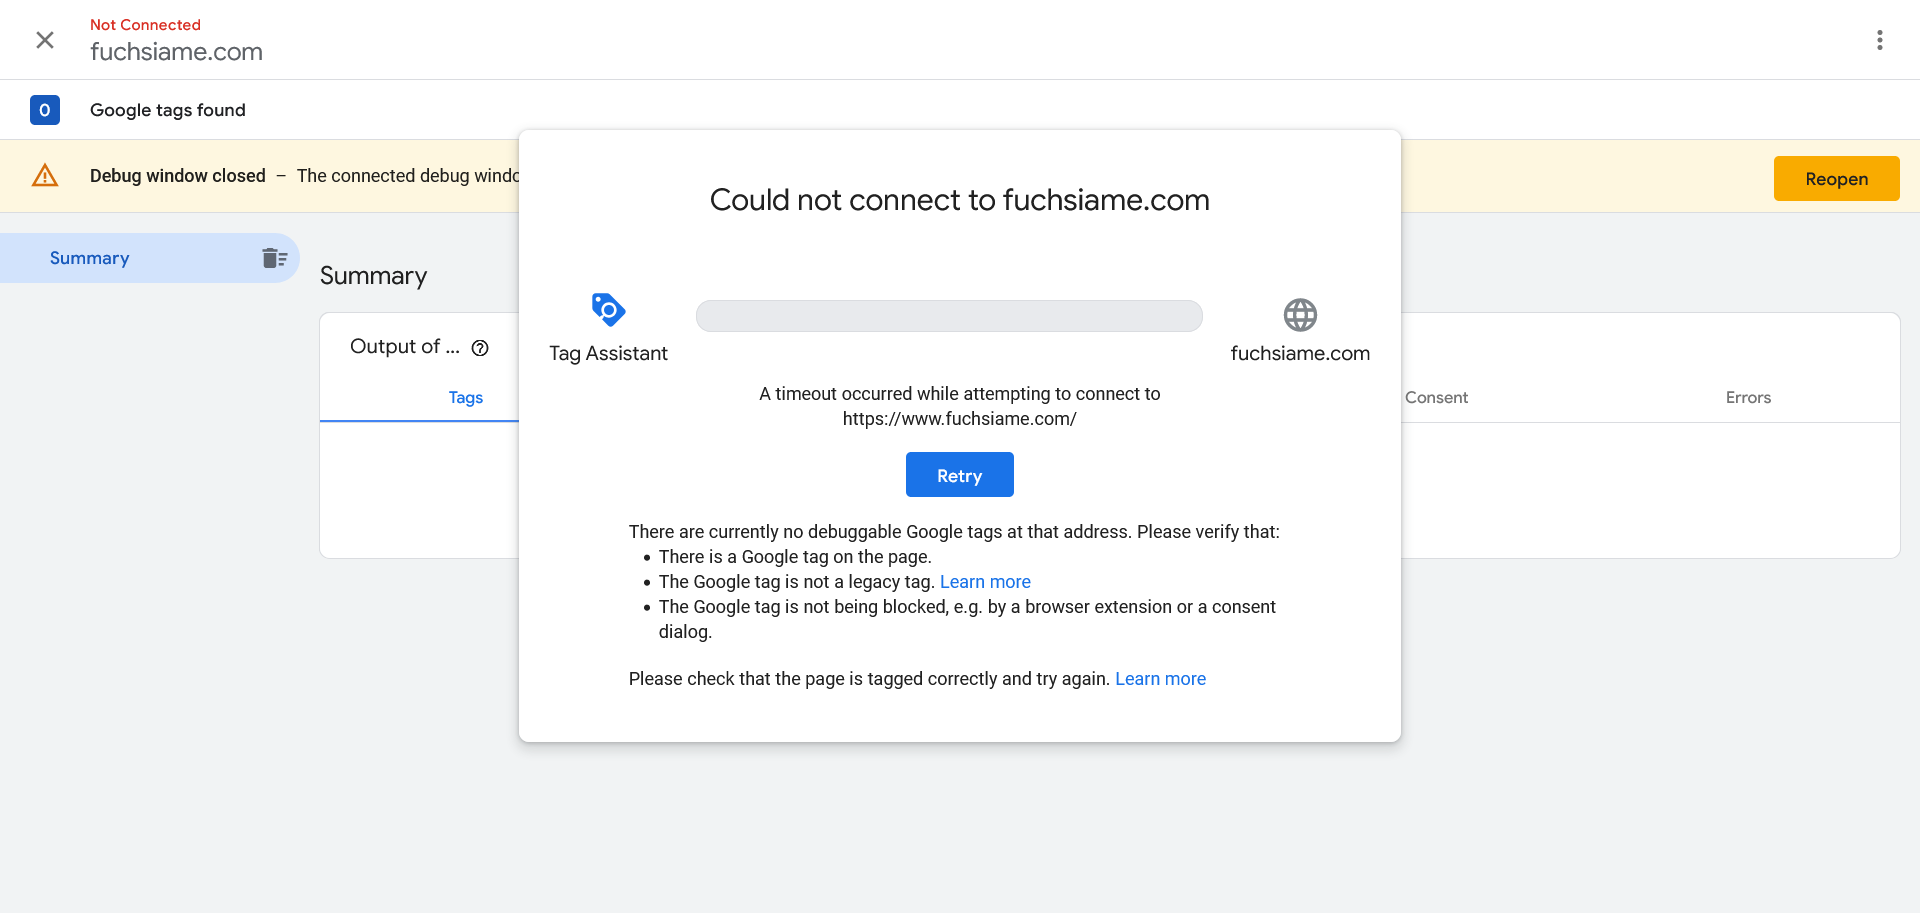 Not Connected
fuchsiame.com
0 Google tags found
Debug window closed – The connected debug windo
Reopen
Summary
Summary
Output of ...
Tags
Consent
Errors
Could not connect to fuchsiame.com
Tag Assistant
fuchsiame.com
A timeout occurred while attempting to connect to
https://www.fuchsiame.com/
Retry
There are currently no debuggable Google tags at that address. Please verify that:
• There is a Google tag on the page.
• The Google tag is not a legacy tag. Learn more
• The Google tag is not being blocked, e.g. by a browser extension or a consent
dialog.
Please check that the page is tagged correctly and try again. Learn more